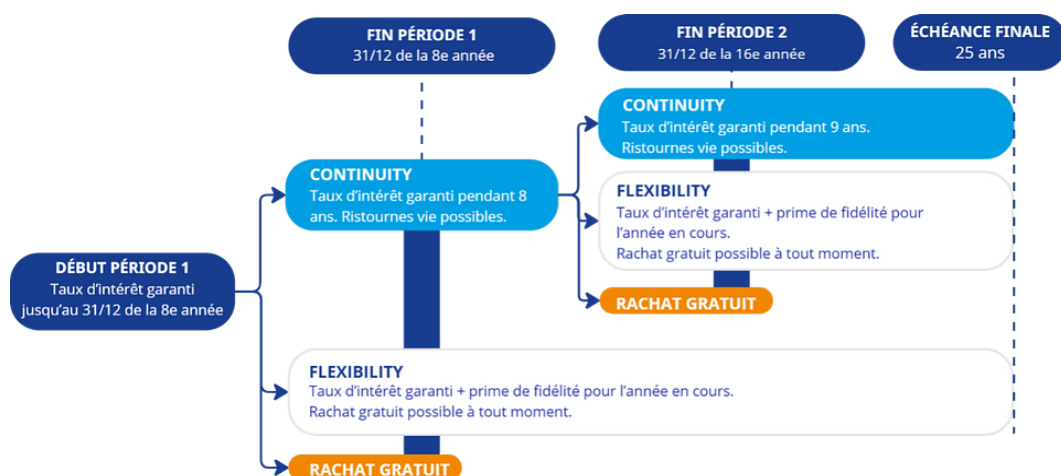 FIN PÉRIODE 1
31/12 de la 8e année
FIN PÉRIODE 2
31/12 de la 16e année
ÉCHÉANCE FINALE
25 ans
CONTINUITY
Taux d'intérêt garanti pendant 9 ans.
Ristournes vie possibles.
CONTINUITY
Taux d'intérêt garanti pendant 8
ans. Ristournes vie possibles.
FLEXIBILITY
Taux d'intérêt garanti + prime de fidélité pour
l'année en cours.
Rachat gratuit possible à tout moment.
DÉBUT PÉRIODE 1
Taux d'intérêt garanti
jusqu'au 31/12 de la 8e année
RACHAT GRATUIT
FLEXIBILITY
Taux d'intérêt garanti + prime de fidélité pour l'année en cours.
Rachat gratuit possible à tout moment.
RACHAT GRATUIT